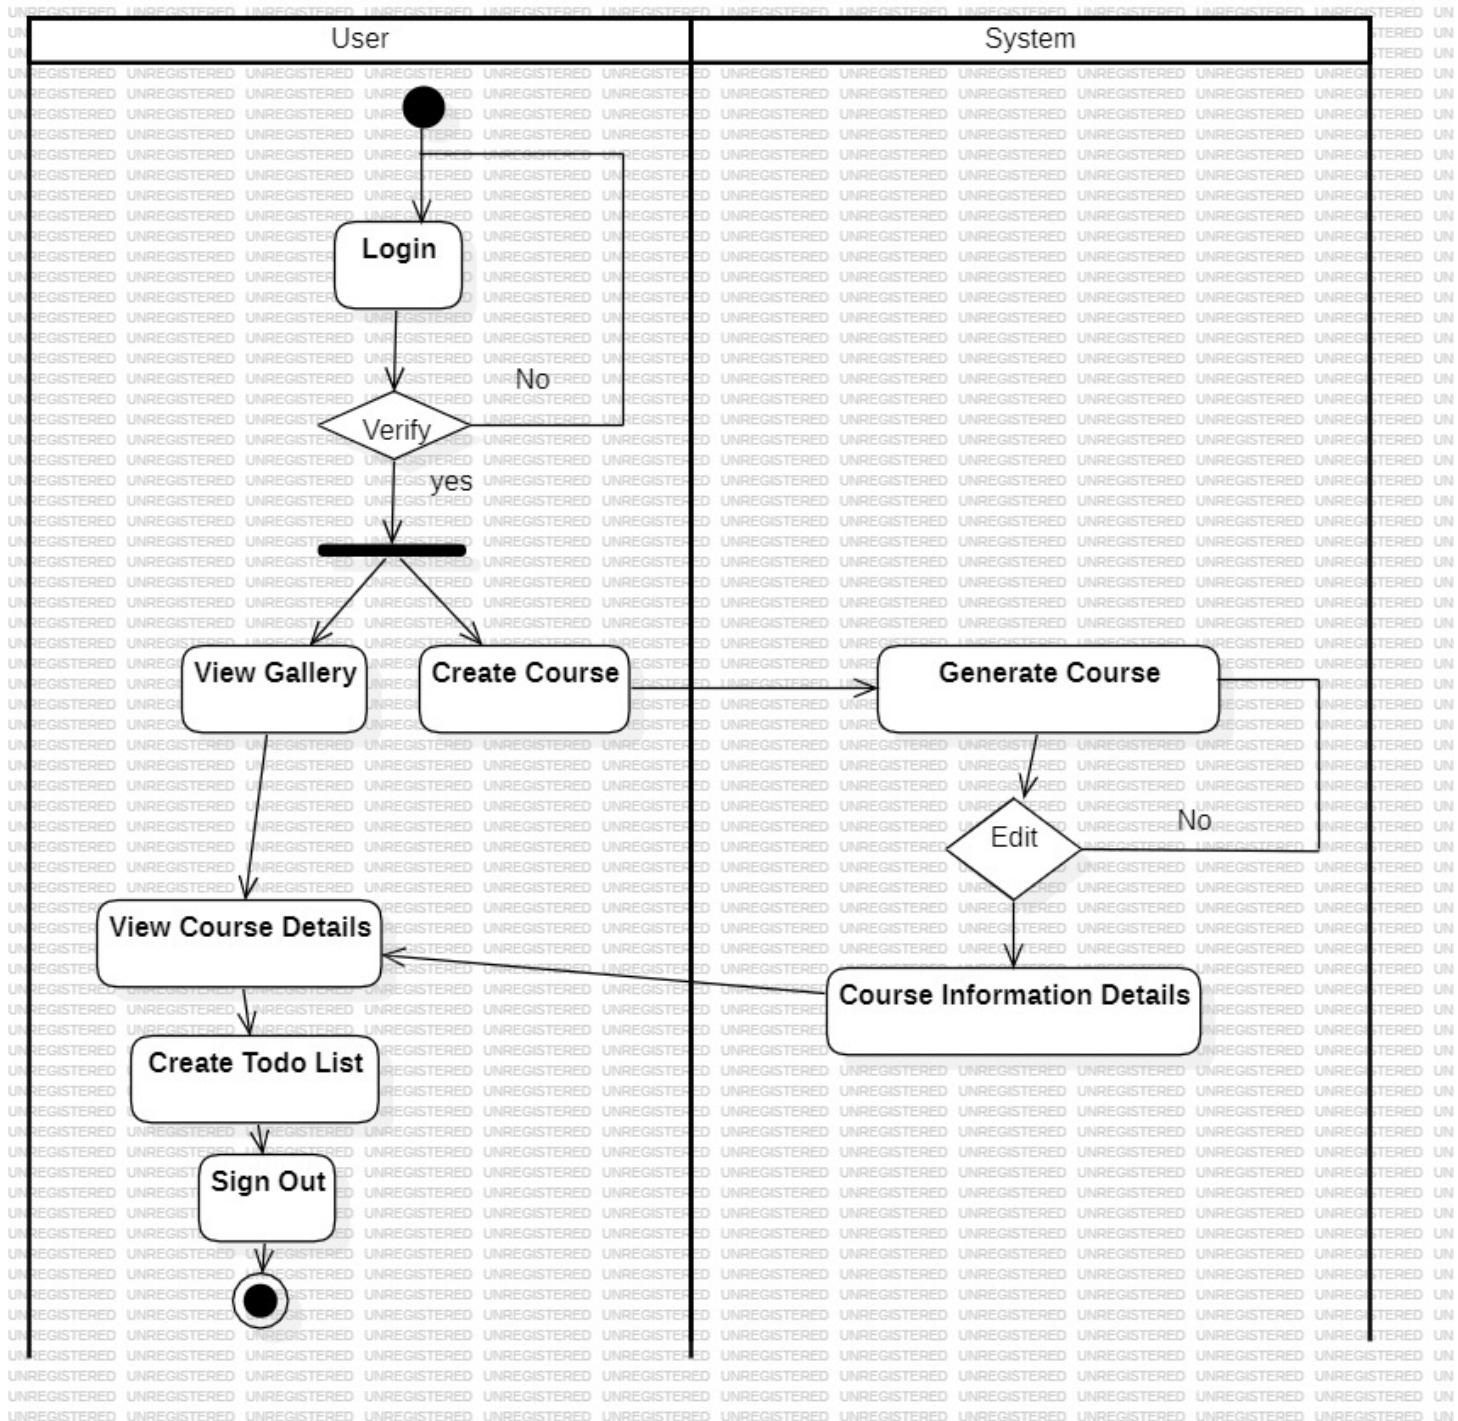 User
System
Login
No
Verify
yes
View Gallery
Create Course
Generate Course
No
Edit
View Course Details
Course Information Details
Create Todo List
Sign Out
UNREGISTERED